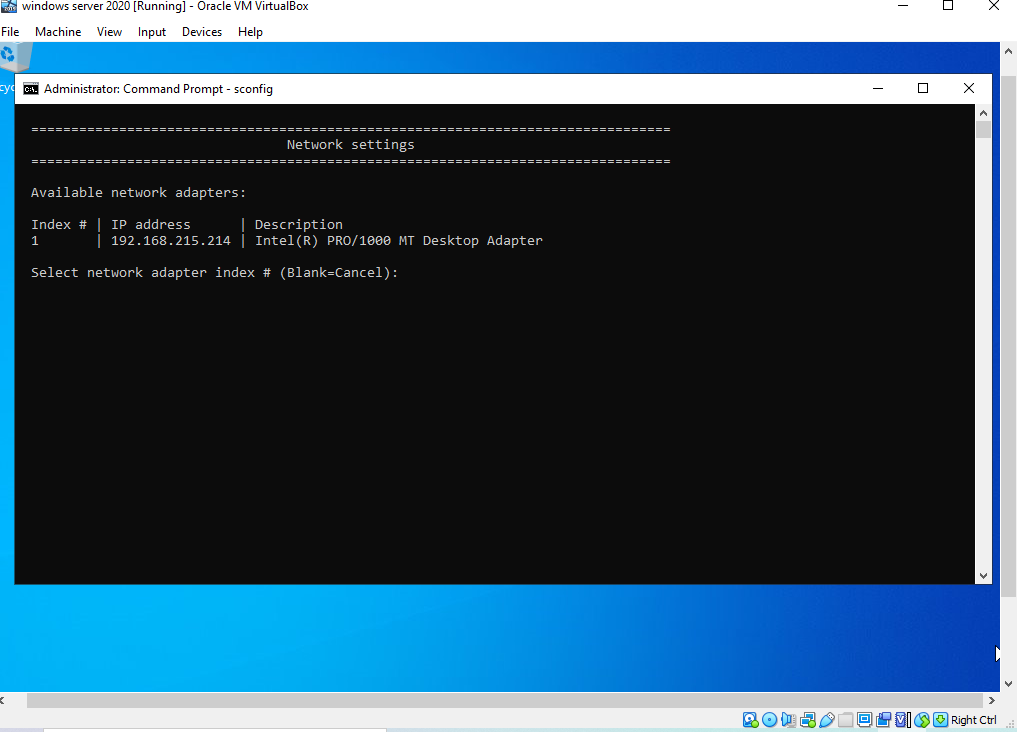 windows server 2020 [Running] - Oracle VM VirtualBox
File Machine View Input Devices Help
Administrator: Command Prompt - sconfig
================================================================================
Network settings
================================================================================
Available network adapters:
Index # | IP address | Description
1 | 192.168.215.214 | Intel(R) PRO/1000 MT Desktop Adapter
Select network adapter index # (Blank=Cancel):
Right Ctrl